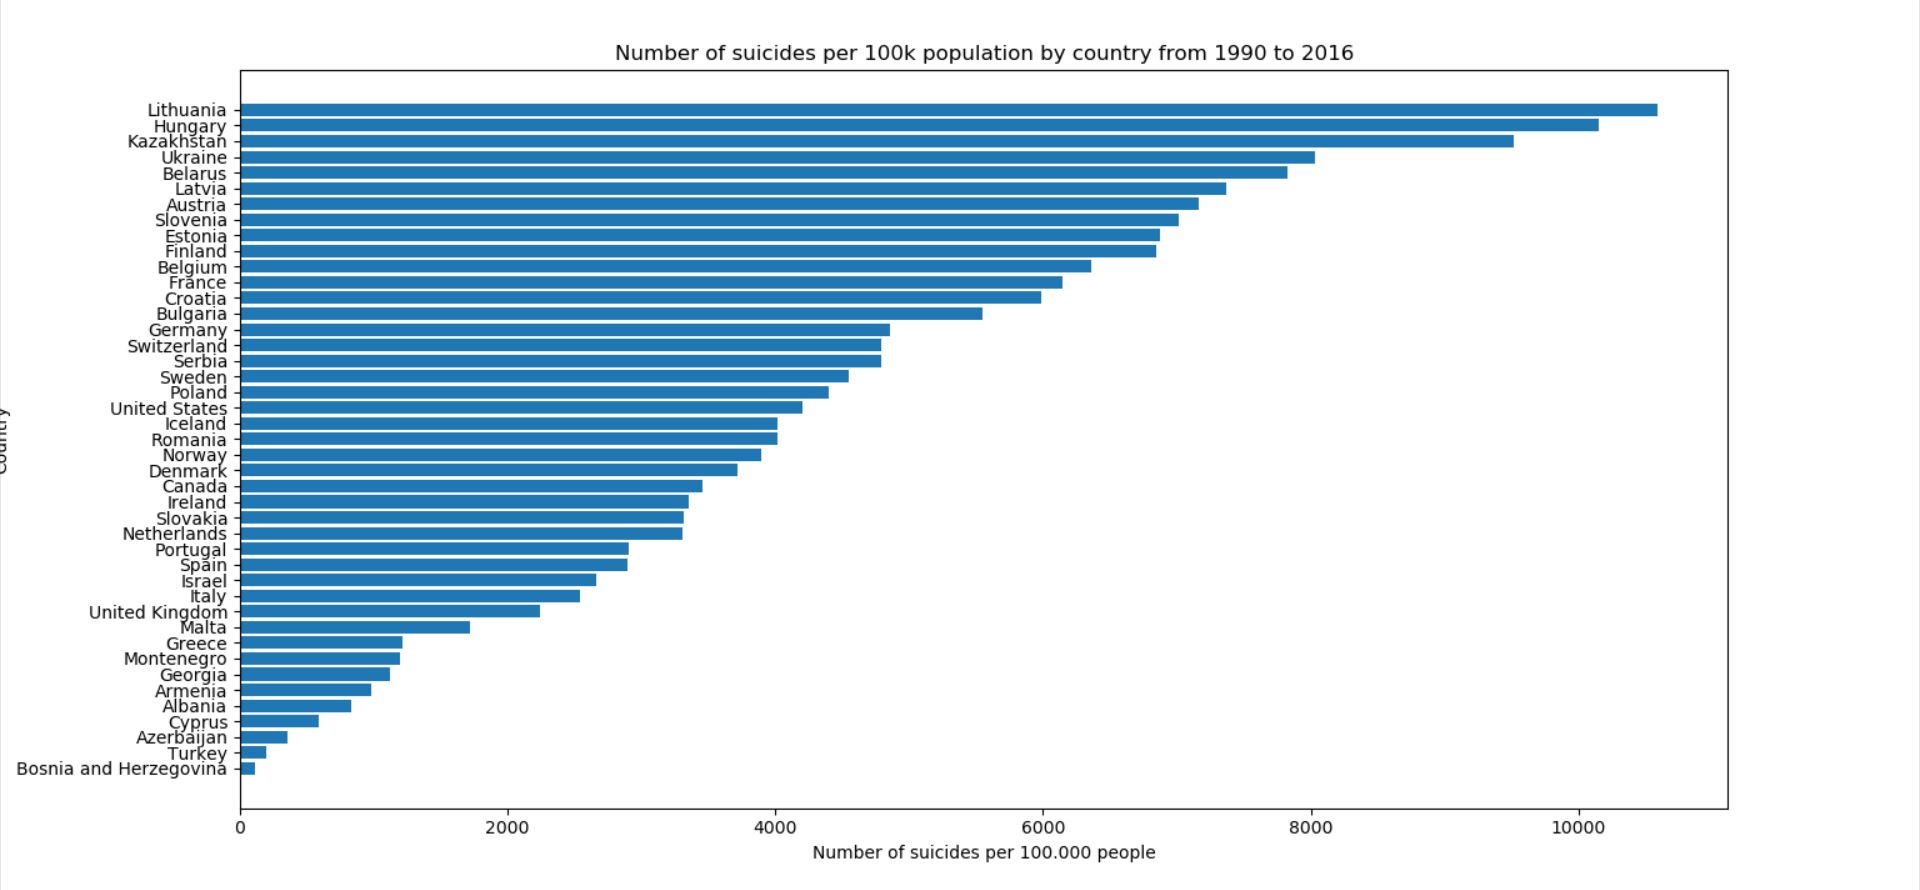 Number of suicides per 100k population by country from 1990 to 2016
Lithuania
Hungary
Kazakhstan
Ukraine
Belarus
Latvia
Austria
Slovenia
Estonia
Finland
Belgium
France
Croatia
Bulgaria
Germany
Switzerland
Serbia
Sweden
Poland
United States
Iceland
Romania
Norway
Denmark
Canada
Ireland
Slovakia
Netherlands
Portugal
Spain
Israel
Italy
United Kingdom
Malta
Greece
Montenegro
Georgia
Armenia
Albania
Cyprus
Azerbaijan
Turkey
Bosnia and Herzegovina
Country
0 2000 4000 6000 8000 10000
Number of suicides per 100.000 people